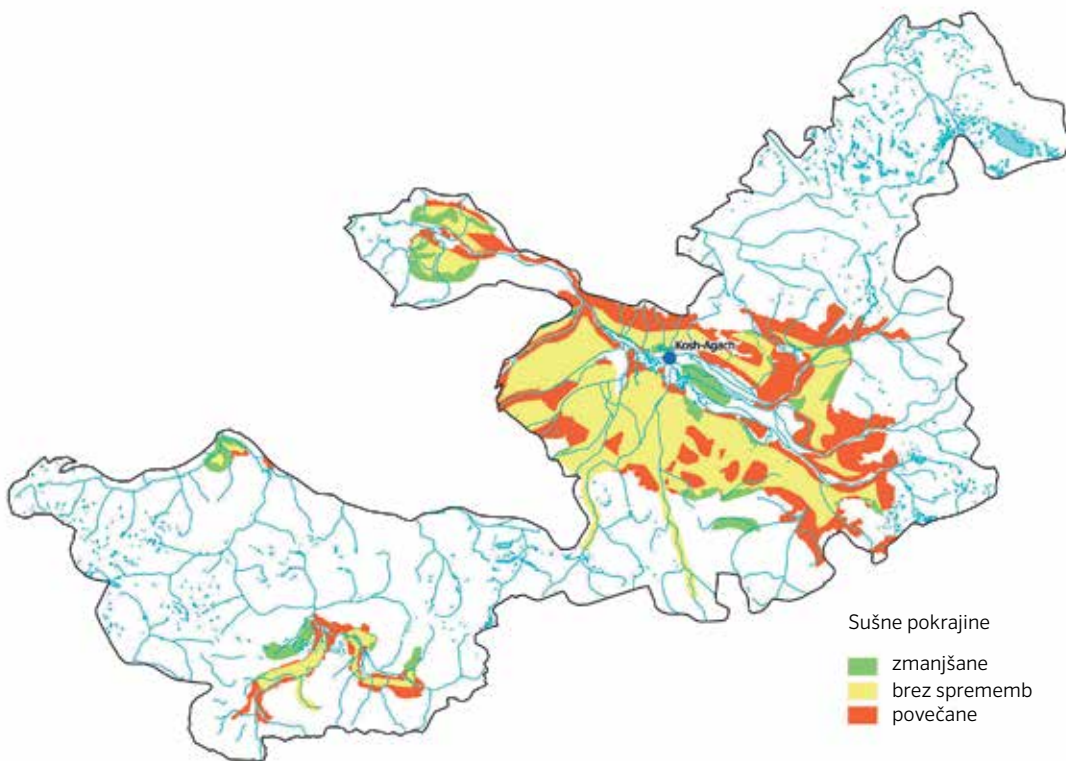 Kosh-Agach
Sušne pokrajine
zmanjšane
brez sprememb
povečane